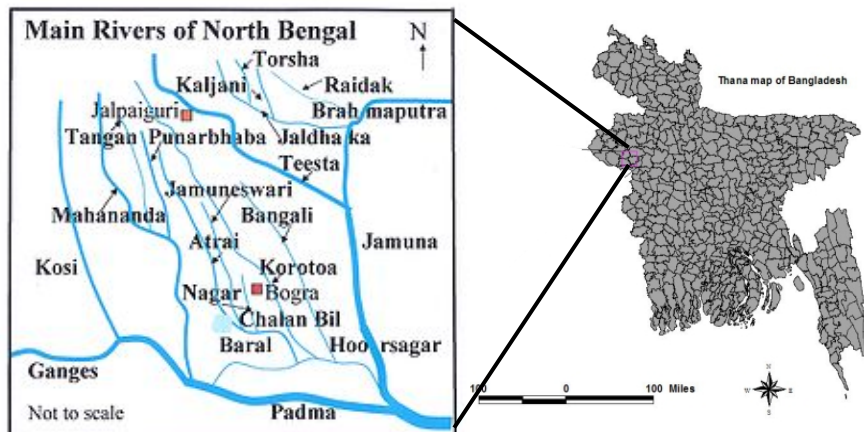 Main Rivers of North Bengal
N
Torsha
Kaljani
Raidak
Jalpaiguri
Brahmaputra
Tangan
Punarbhaba
Jaldhaka
Teesta
Jamuneswari
Mahananda
Bangali
Atrai
Jamuna
Kosi
Korotoa
Nagar
Bogra
Chalan Bil
Baral
Hoorsagar
Ganges
Padma
Not to scale
Thana map of Bangladesh
0
100 Miles
N
W
E
S